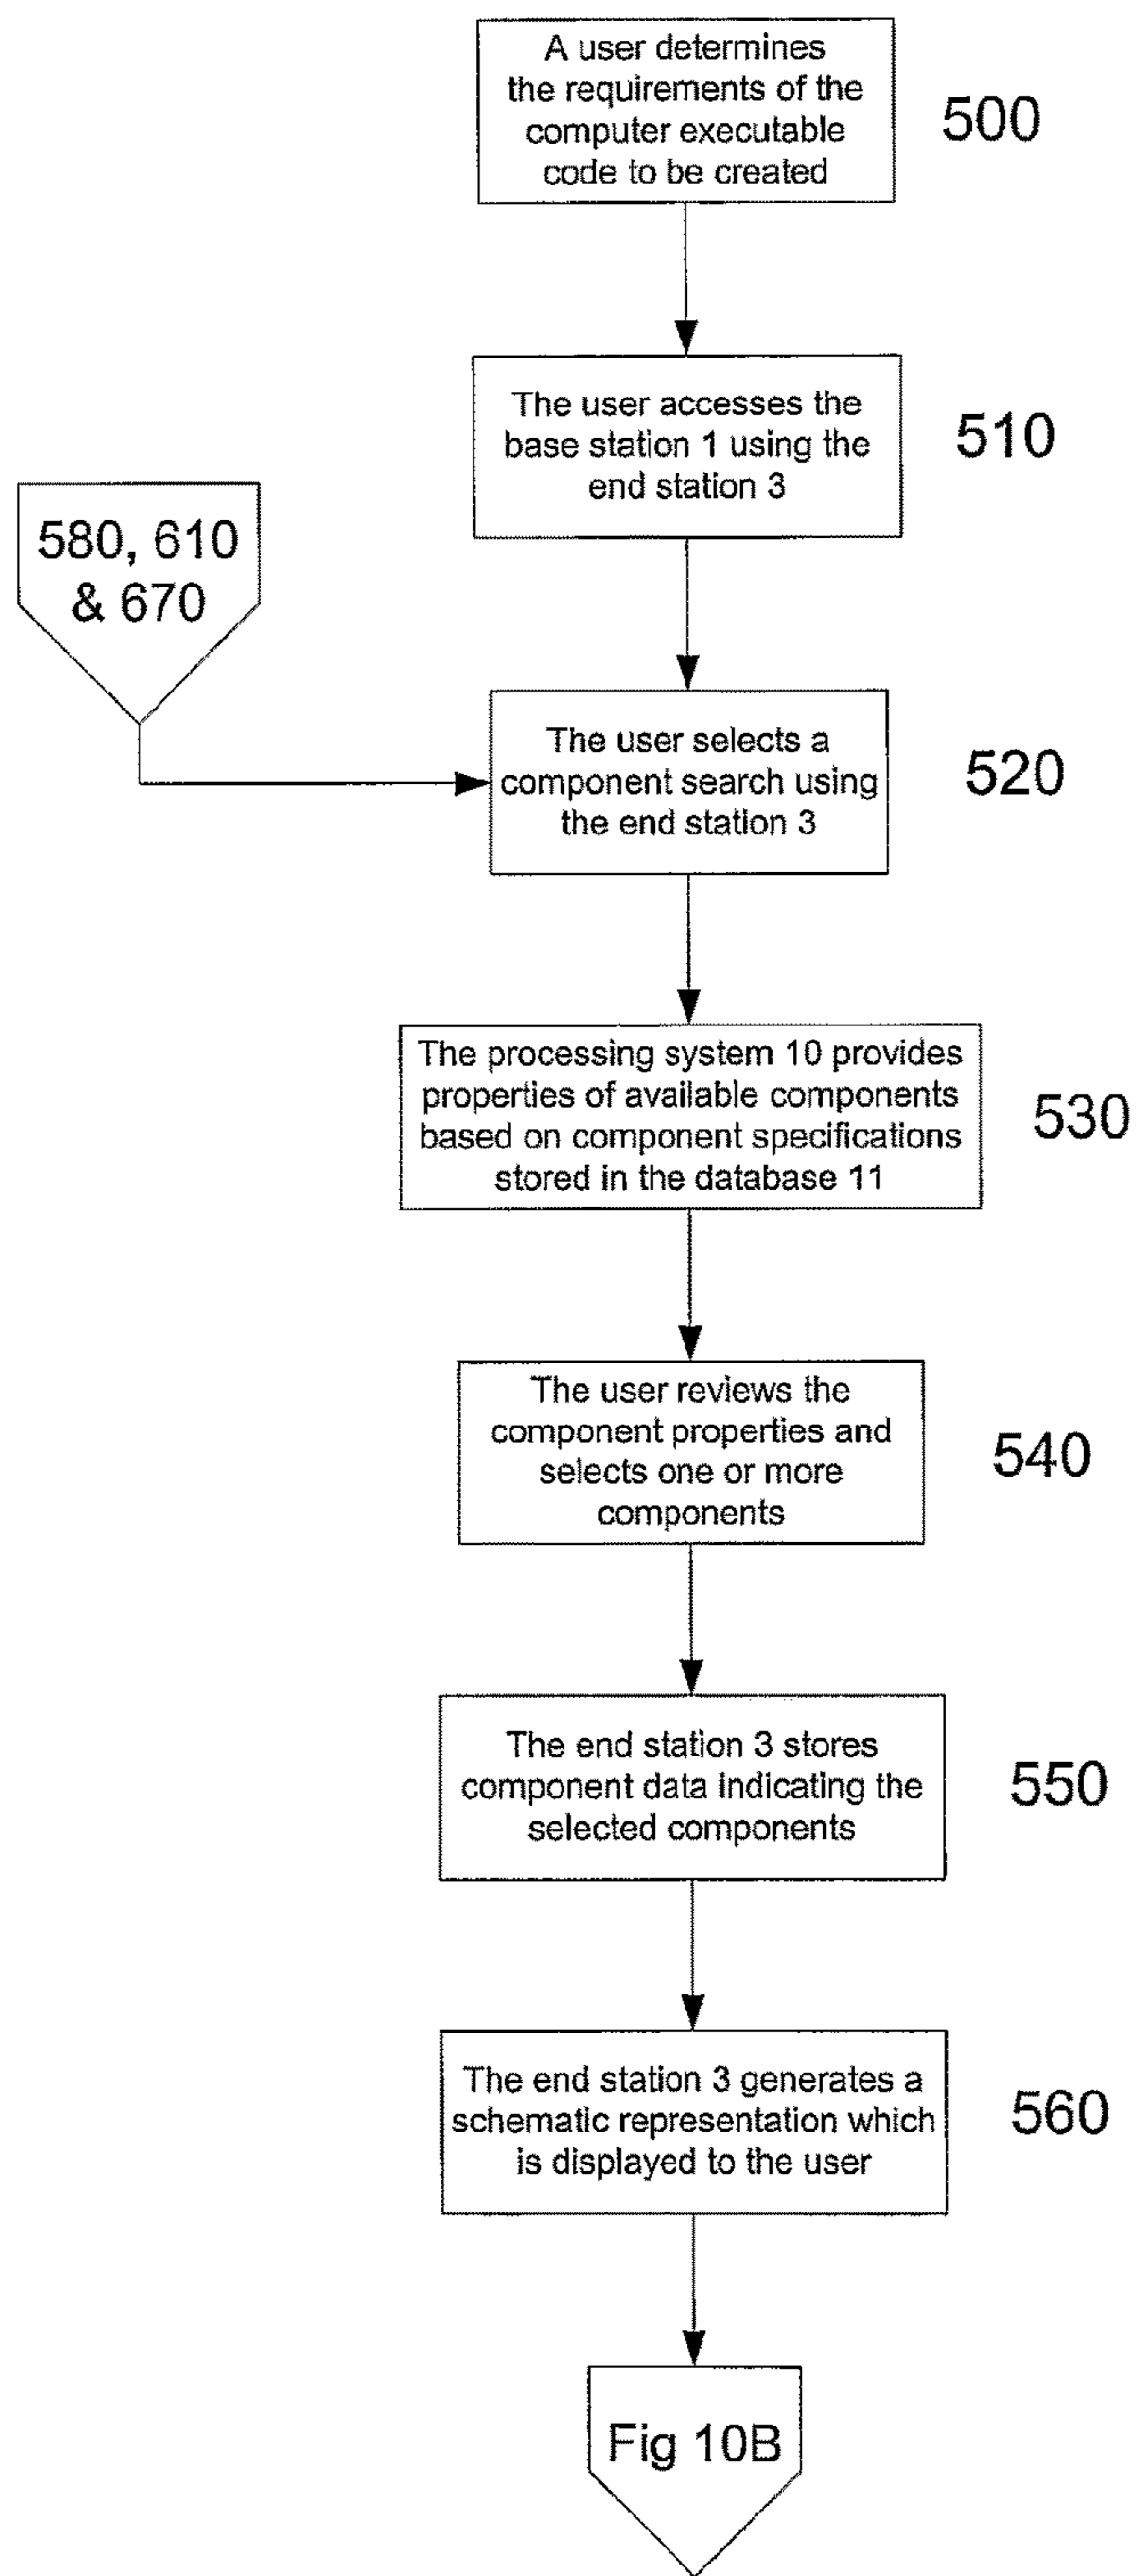 A user determines
the requirements of the
computer executable
code to be created
500
The user accesses the
base station 1 using the
end station 3
510
580, 610
& 670
The user selects a
component search using
the end station 3
520
The processing system 10 provides
properties of available components
based on component specifications
stored in the database 11
530
The user reviews the
component properties and
selects one or more
components
540
The end station 3 stores
component data indicating the
selected components
550
The end station 3 generates a
schematic representation which
is displayed to the user
560
Fig 10B